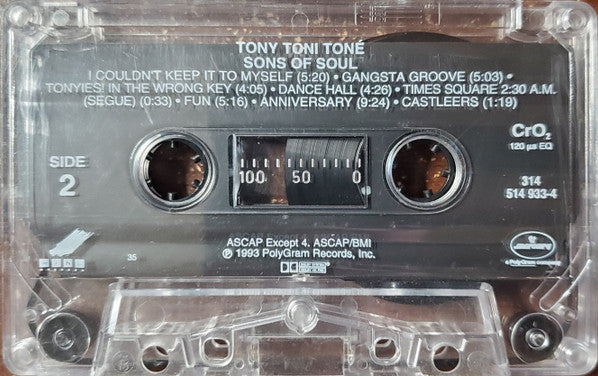 TONY TONI TONÉ
SONS OF SOUL
I COULDN'T KEEP IT TO MYSELF (5:20) • GANGSTA GROOVE (5:03) •
TONYIES! IN THE WRONG KEY (4:05) • DANCE HALL (4:26) • TIMES SQUARE 2:30 A.M.
(SEGUE) (0:33) • FUN (5:16) • ANNIVERSARY (9:24) • CASTLEERS (1:19)
SIDE
2
100 50 0
CrO2
120 µs EQ
314
514 933-4
35
ASCAP Except 4. ASCAP/BMI
℗ 1993 PolyGram Records, Inc.
mercury
a PolyGram company